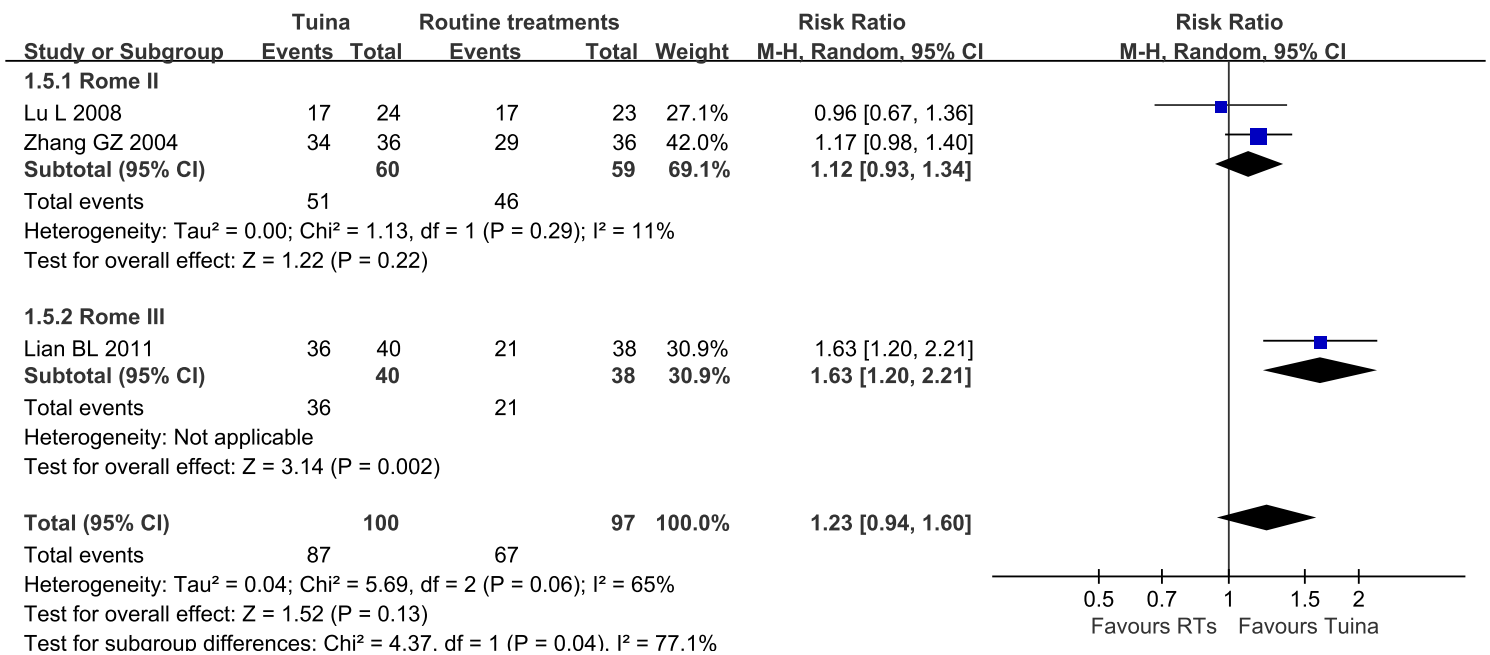 Tuina Routine treatments Risk Ratio Risk Ratio
Study or Subgroup Events Total Events Total Weight M-H, Random, 95% CI M-H, Random, 95% CI
1.5.1 Rome II
Lu L 2008 17 24 17 23 27.1% 0.96 [0.67, 1.36]
Zhang GZ 2004 34 36 29 36 42.0% 1.17 [0.98, 1.40]
Subtotal (95% CI) 60 59 69.1% 1.12 [0.93, 1.34]
Total events 51 46
Heterogeneity: Tau² = 0.00; Chi² = 1.13, df = 1 (P = 0.29); I² = 11%
Test for overall effect: Z = 1.22 (P = 0.22)
1.5.2 Rome III
Lian BL 2011 36 40 21 38 30.9% 1.63 [1.20, 2.21]
Subtotal (95% CI) 40 38 30.9% 1.63 [1.20, 2.21]
Total events 36 21
Heterogeneity: Not applicable
Test for overall effect: Z = 3.14 (P = 0.002)
Total (95% CI) 100 97 100.0% 1.23 [0.94, 1.60]
Total events 87 67
Heterogeneity: Tau² = 0.04; Chi² = 5.69, df = 2 (P = 0.06); I² = 65%
Test for overall effect: Z = 1.52 (P = 0.13)
Test for subgroup differences: Chi² = 4.37, df = 1 (P = 0.04), I² = 77.1%
0.5 0.7 1 1.5 2
Favours RTs Favours Tuina